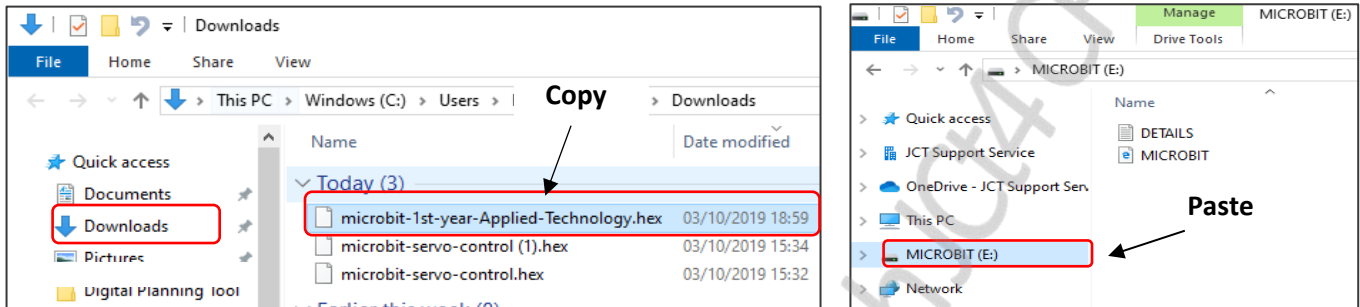 Downloads
File Home Share View
This PC > Windows (C:) > Users > Downloads
Copy
Name Date modified
Quick access
Today (3)
Documents
microbit-1st-year-Applied-Technology.hex 03/10/2019 18:59
Downloads
microbit-servo-control (1).hex 03/10/2019 15:34
Pictures
microbit-servo-control.hex 03/10/2019 15:32
Digital Planning Tool
Manage MICROBIT (E:)
File Home Share View Drive Tools
> MICROBIT (E:)
Name
> Quick access
DETAILS
> JCT Support Service
MICROBIT
> OneDrive - JCT Support Serv
> This PC
Paste
> MICROBIT (E:)
> Network